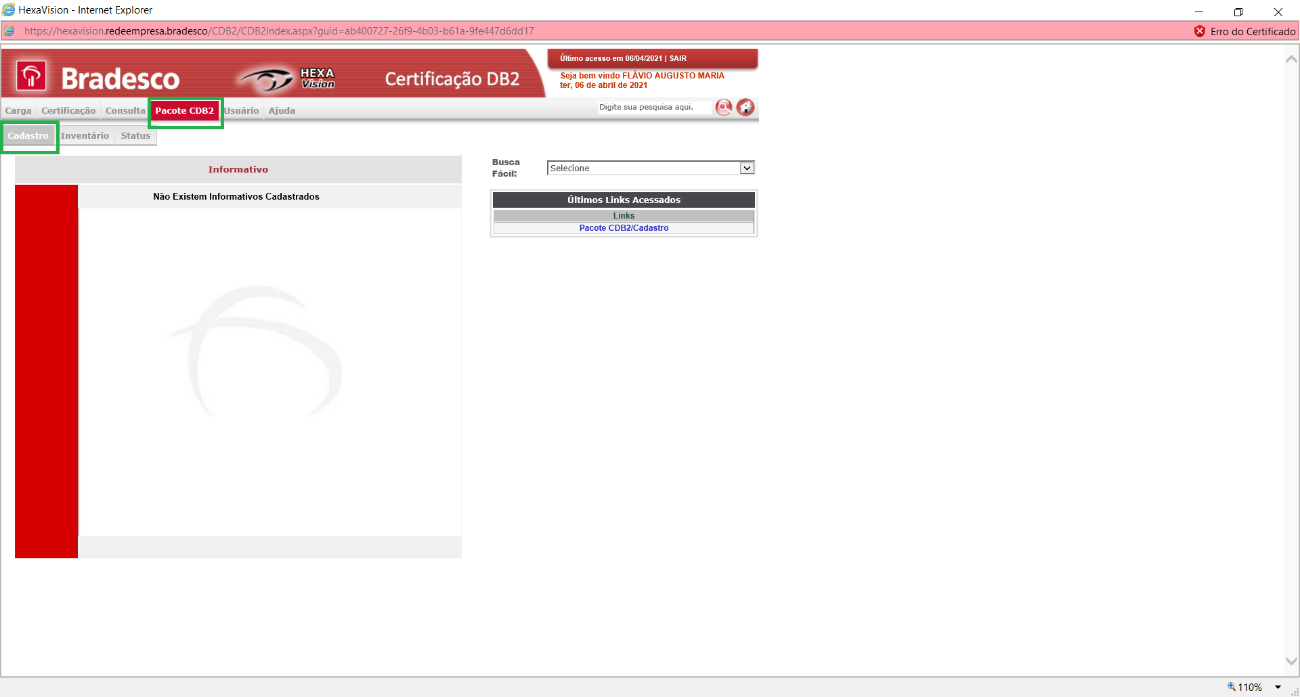 HexaVision - Internet Explorer
https://hexavision.redeempresa.bradesco/CDB2/CDB2Index.aspx?guid=ab400727-26f9-4b03-b61a-9fe447d6dd17 Erro do Certificado
Bradesco HEXA Vision Certificação DB2
Último acesso em 06/04/2021 | SAIR
Seja bem vindo FLÁVIO AUGUSTO MARIA
ter, 06 de abril de 2021
Carga Certificação Consulta Pacote CDB2 Usuário Ajuda Digite sua pesquisa aqui.
Cadastro Inventário Status
Informativo
Não Existem Informativos Cadastrados
Busca Fácil: Selecione
Últimos Links Acessados
Links
Pacote CDB2/Cadastro
110%